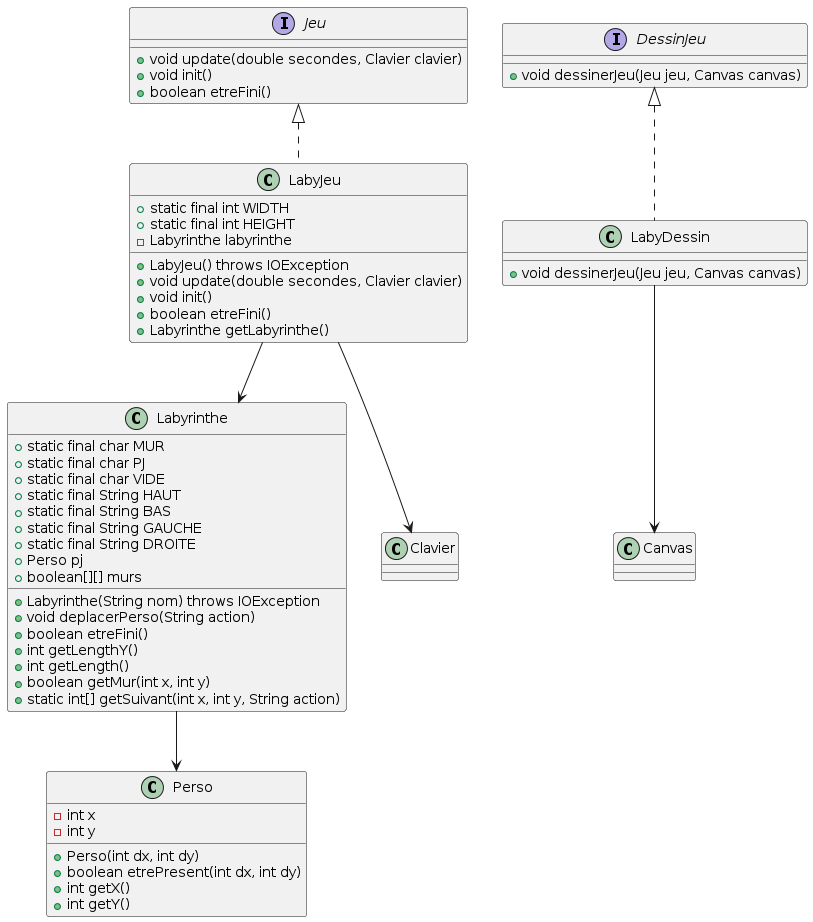 Jeu
void update(double secondes, Clavier clavier)
void init()
boolean etreFini()
DessinJeu
void dessinerJeu(Jeu jeu, Canvas canvas)
LabyJeu
static final int WIDTH
static final int HEIGHT
Labyrinthe labyrinthe
LabyJeu() throws IOException
void update(double secondes, Clavier clavier)
void init()
boolean etreFini()
Labyrinthe getLabyrinthe()
LabyDessin
void dessinerJeu(Jeu jeu, Canvas canvas)
Labyrinthe
static final char MUR
static final char PJ
static final char VIDE
static final String HAUT
static final String BAS
static final String GAUCHE
static final String DROITE
Perso pj
boolean[][] murs
Labyrinthe(String nom) throws IOException
void deplacerPerso(String action)
boolean etreFini()
int getLengthY()
int getLength()
boolean getMur(int x, int y)
static int[] getSuivant(int x, int y, String action)
Clavier
Canvas
Perso
int x
int y
Perso(int dx, int dy)
boolean etrePresent(int dx, int dy)
int getX()
int getY()